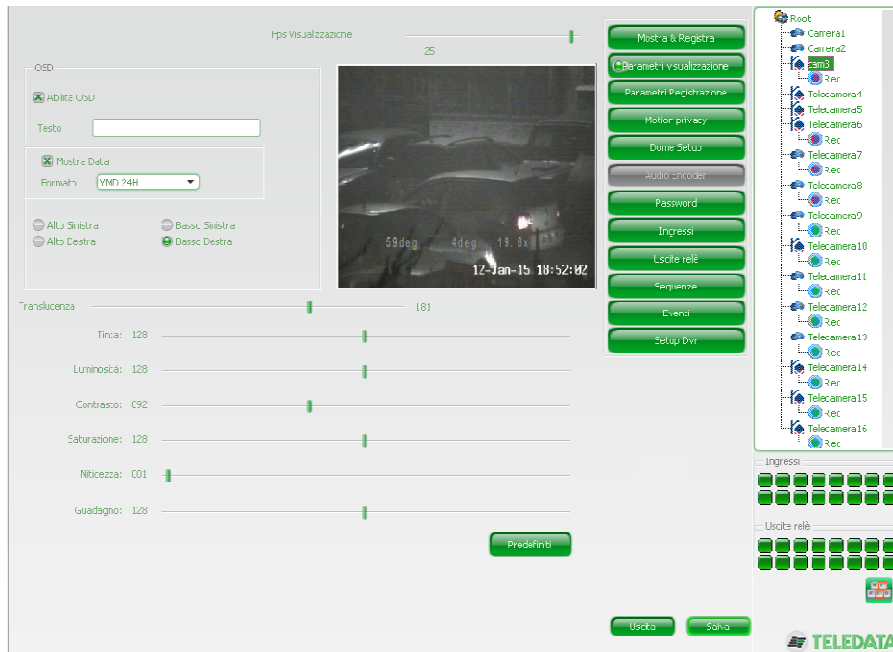 Fps Visualizzazione
25
OSD
Abilita OSD
Testo
Mostra Data
Formato YMD 24H
Alto Sinistra
Basso Sinistra
Alto Destra
Basso Destra
59deg 4deg 19.8x
12-Jan-15 18:52:02
Translucenza 181
Tinta: 128
Luminosità: 128
Contrasto: 092
Saturazione: 128
Niticezza: 001
Guadagno: 128
Predefiniti
Mostra & Registra
Parametri visualizzazione
Parametri Registrazione
Motion privacy
Dome Setup
Audio Encoder
Password
Ingressi
Uscite relè
Sequenze
Eventi
Setup Dvr
Uscita
Salva
Root
Camera1
Camera2
cam3
Rec
Telecamera4
Telecamera5
Telecamera6
Rec
Telecamera7
Rec
Telecamera8
Rec
Telecamera9
Rec
Telecamera10
Rec
Telecamera11
Rec
Telecamera12
Rec
Telecamera13
Rec
Telecamera14
Rec
Telecamera15
Rec
Telecamera16
Rec
Ingressi
Uscite relè
TELEDATA